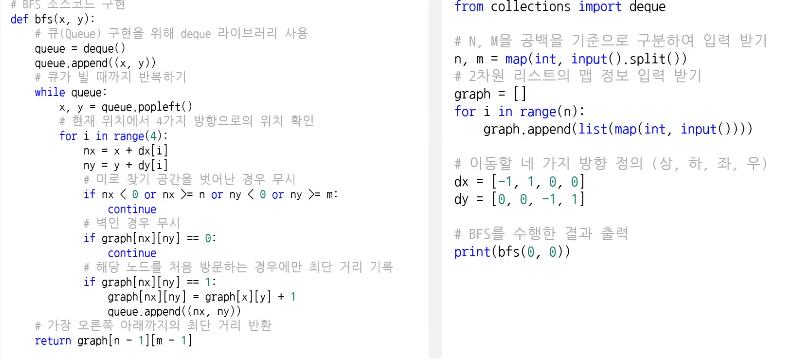 # BFS 소스코드 구현
def bfs(x, y):
    # 큐(Queue) 구현을 위해 deque 라이브러리 사용
    queue = deque()
    queue.append((x, y))
    # 큐가 빌 때까지 반복하기
    while queue:
        x, y = queue.popleft()
        # 현재 위치에서 4가지 방향으로의 위치 확인
        for i in range(4):
            nx = x + dx[i]
            ny = y + dy[i]
            # 미로 찾기 공간을 벗어난 경우 무시
            if nx < 0 or nx >= n or ny < 0 or ny >= m:
                continue
            # 벽인 경우 무시
            if graph[nx][ny] == 0:
                continue
            # 해당 노드를 처음 방문하는 경우에만 최단 거리 기록
            if graph[nx][ny] == 1:
                graph[nx][ny] = graph[x][y] + 1
                queue.append((nx, ny))
    # 가장 오른쪽 아래까지의 최단 거리 반환
    return graph[n - 1][m - 1]
from collections import deque
# N, M을 공백을 기준으로 구분하여 입력 받기
n, m = map(int, input().split())
# 2차원 리스트의 맵 정보 입력 받기
graph = []
for i in range(n):
    graph.append(list(map(int, input())))
# 이동할 네 가지 방향 정의 (상, 하, 좌, 우)
dx = [-1, 1, 0, 0]
dy = [0, 0, -1, 1]
# BFS를 수행한 결과 출력
print(bfs(0, 0))